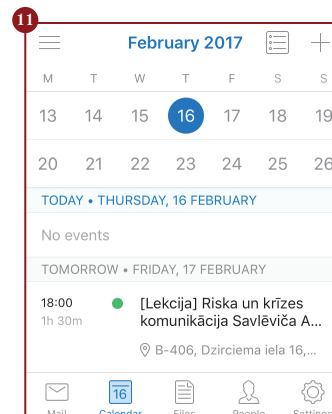 11
February 2017
M T W T F S S
13 14 15 16 17 18 19
20 21 22 23 24 25 26
TODAY • THURSDAY, 16 FEBRUARY
No events
TOMORROW • FRIDAY, 17 FEBRUARY
18:00 [Lekcija] Riska un krīzes
1h 30m komunikācija Savlēviča A...
B-406, Dzirciema iela 16,...
16
Mail Calendar Files People Settings